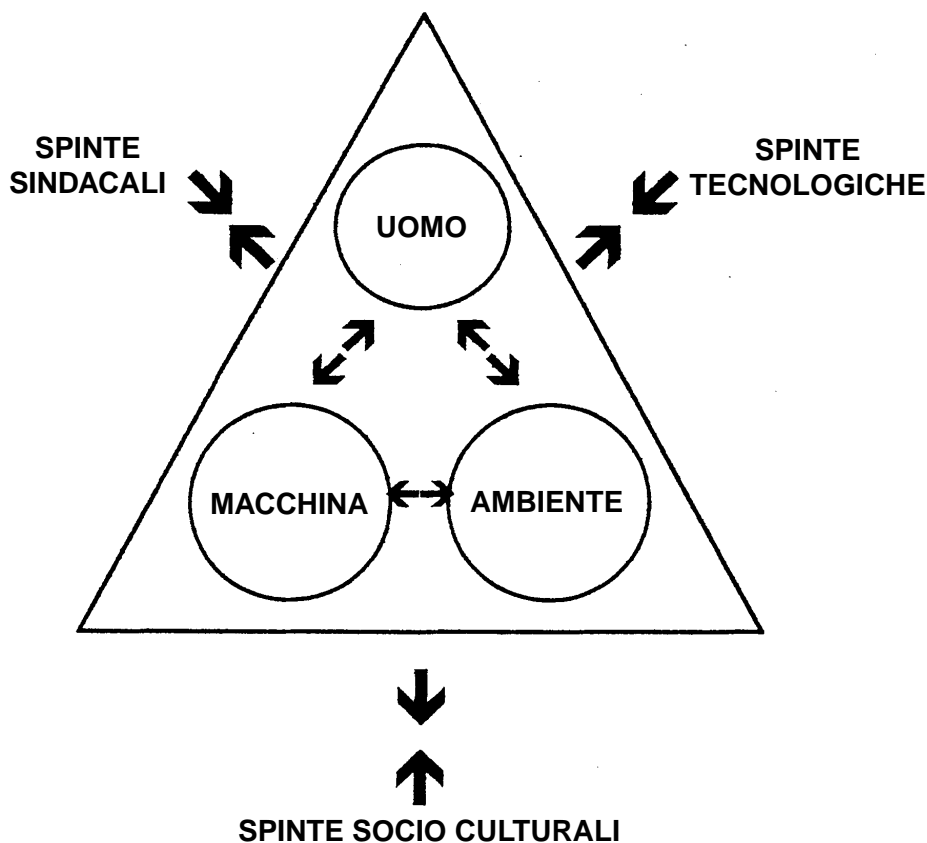 SPINTE
SINDACALI
SPINTE
TECNOLOGICHE
UOMO
MACCHINA
AMBIENTE
SPINTE SOCIO CULTURALI